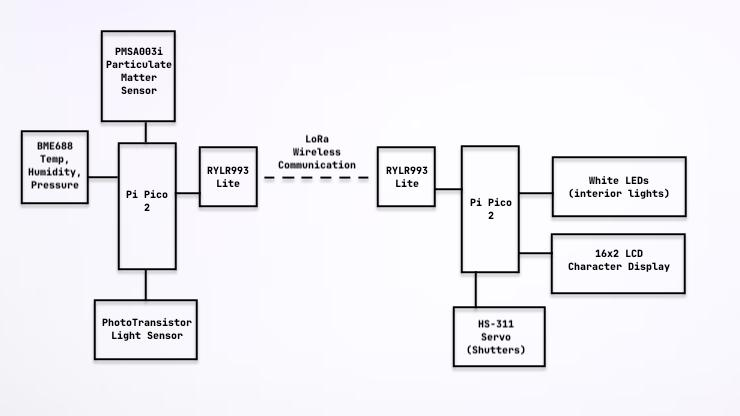 PMSA003i
Particulate
Matter
Sensor
BME688
Temp,
Humidity,
Pressure
Pi Pico
2
RYLR993
Lite
PhotoTransistor
Light Sensor
LoRa
Wireless
Communication
RYLR993
Lite
Pi Pico
2
White LEDs
(interior lights)
16x2 LCD
Character Display
HS-311
Servo
(Shutters)